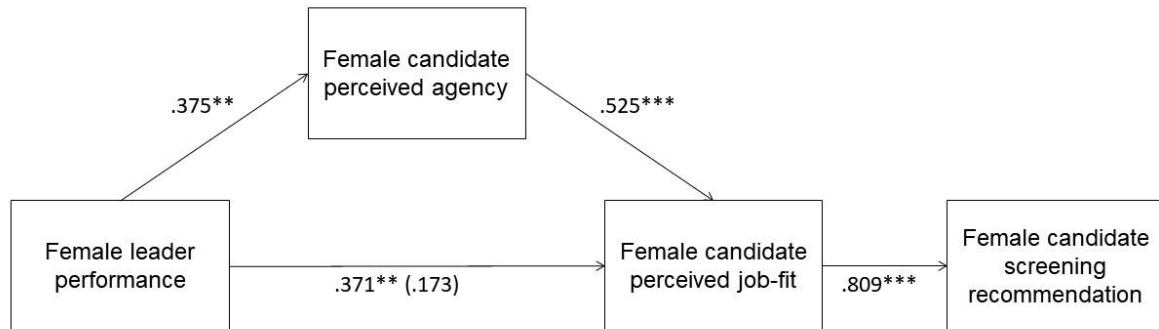 Female candidate
perceived agency
.375**
.525***
Female leader
performance
.371** (.173)
Female candidate
perceived job-fit
.809***
Female candidate
screening
recommendation